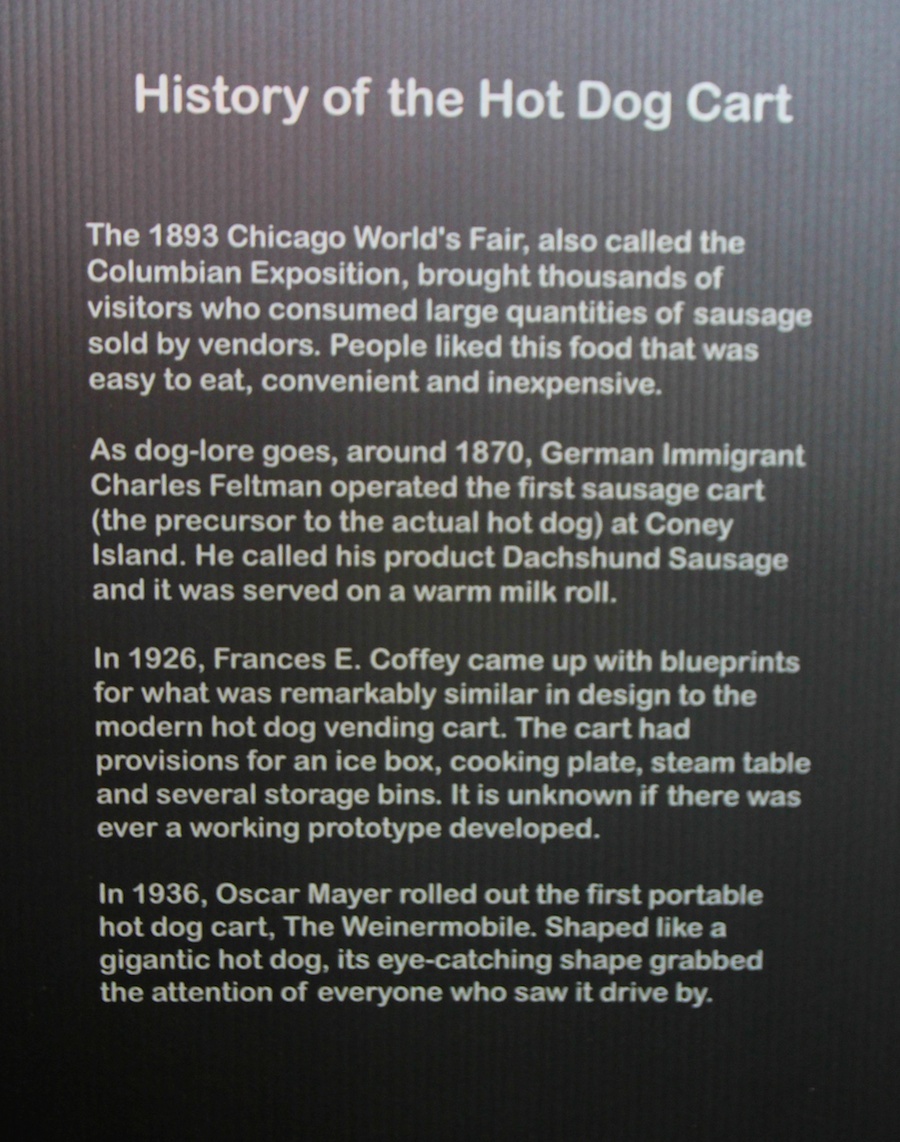 History of the Hot Dog Cart
The 1893 Chicago World's Fair, also called the
Columbian Exposition, brought thousands of
visitors who consumed large quantities of sausage
sold by vendors. People liked this food that was
easy to eat, convenient and inexpensive.
As dog-lore goes, around 1870, German Immigrant
Charles Feltman operated the first sausage cart
(the precursor to the actual hot dog) at Coney
Island. He called his product Dachshund Sausage
and it was served on a warm milk roll.
In 1926, Frances E. Coffey came up with blueprints
for what was remarkably similar in design to the
modern hot dog vending cart. The cart had
provisions for an ice box, cooking plate, steam table
and several storage bins. It is unknown if there was
ever a working prototype developed.
In 1936, Oscar Mayer rolled out the first portable
hot dog cart, The Weinermobile. Shaped like a
gigantic hot dog, its eye-catching shape grabbed
the attention of everyone who saw it drive by.